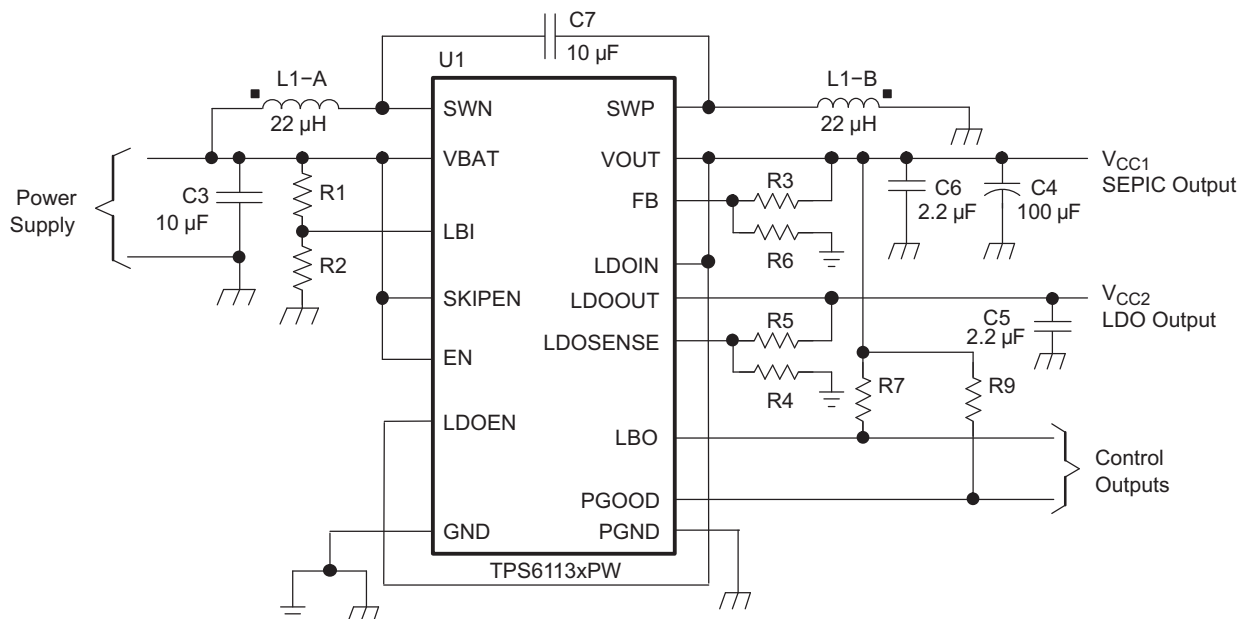 C7
10 µF
U1
L1–A
22 µH
L1–B
22 µH
SWN
SWP
VBAT
VOUT
Power
Supply
C3
10 µF
R1
R2
R3
FB
R6
C6
2.2 µF
C4
100 µF
VCC1
SEPIC Output
LBI
LDOIN
SKIPEN
LDOOUT
VCC2
LDO Output
R5
LDOSENSE
R4
C5
2.2 µF
EN
R7
R9
LDOEN
LBO
Control
Outputs
PGOOD
GND
PGND
TPS6113xPW